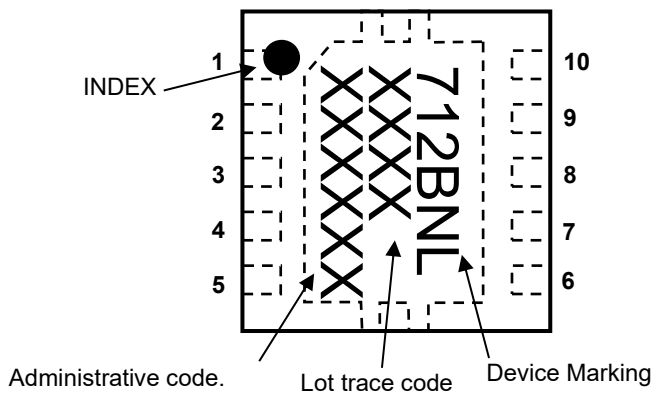 1
INDEX
2
3
4
5
10
9
8
7
6
712BNL
XXXX
XXXXXX
Administrative code.
Lot trace code
Device Marking